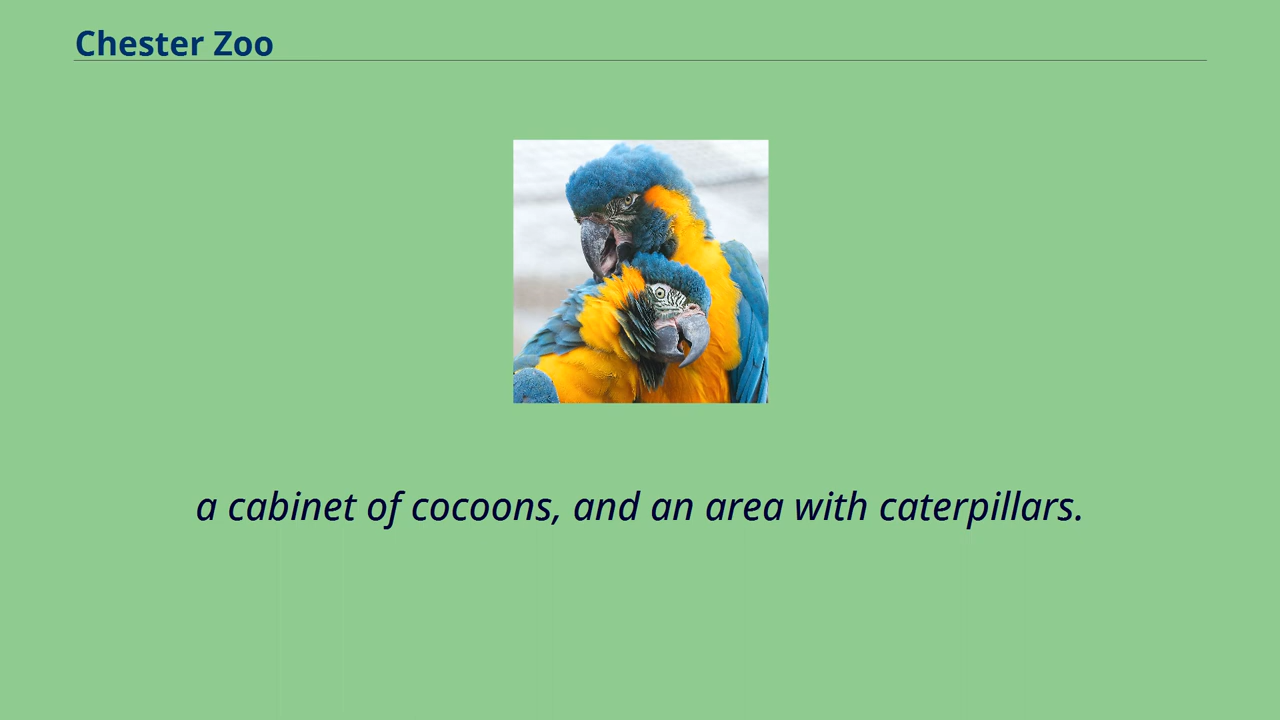 Chester Zoo
a cabinet of cocoons, and an area with caterpillars.